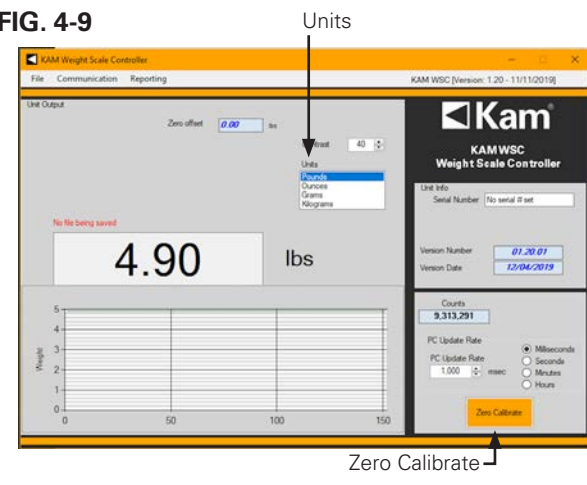 FIG. 4-9
Units
KAM Weight Scale Controller
File Communication Reporting
KAM WSC [Version: 1.20 - 11/11/2019]
Unit Output
Zero offset 0.00 lbs
40
Units
Pounds
Ounces
Grams
Kilograms
No file being saved
4.90 lbs
Weight
5
4
3
2
1
0
0 50 100 150
Kam
KAM WSC
Weight Scale Controller
Unit Info
Serial Number No serial # set
Version Number 01.20.01
Version Date 12/04/2019
Counts
9,313,291
PC Update Rate
PC Update Rate
1,000 msec
Milliseconds
Seconds
Minutes
Hours
Zero Calibrate
Zero Calibrate